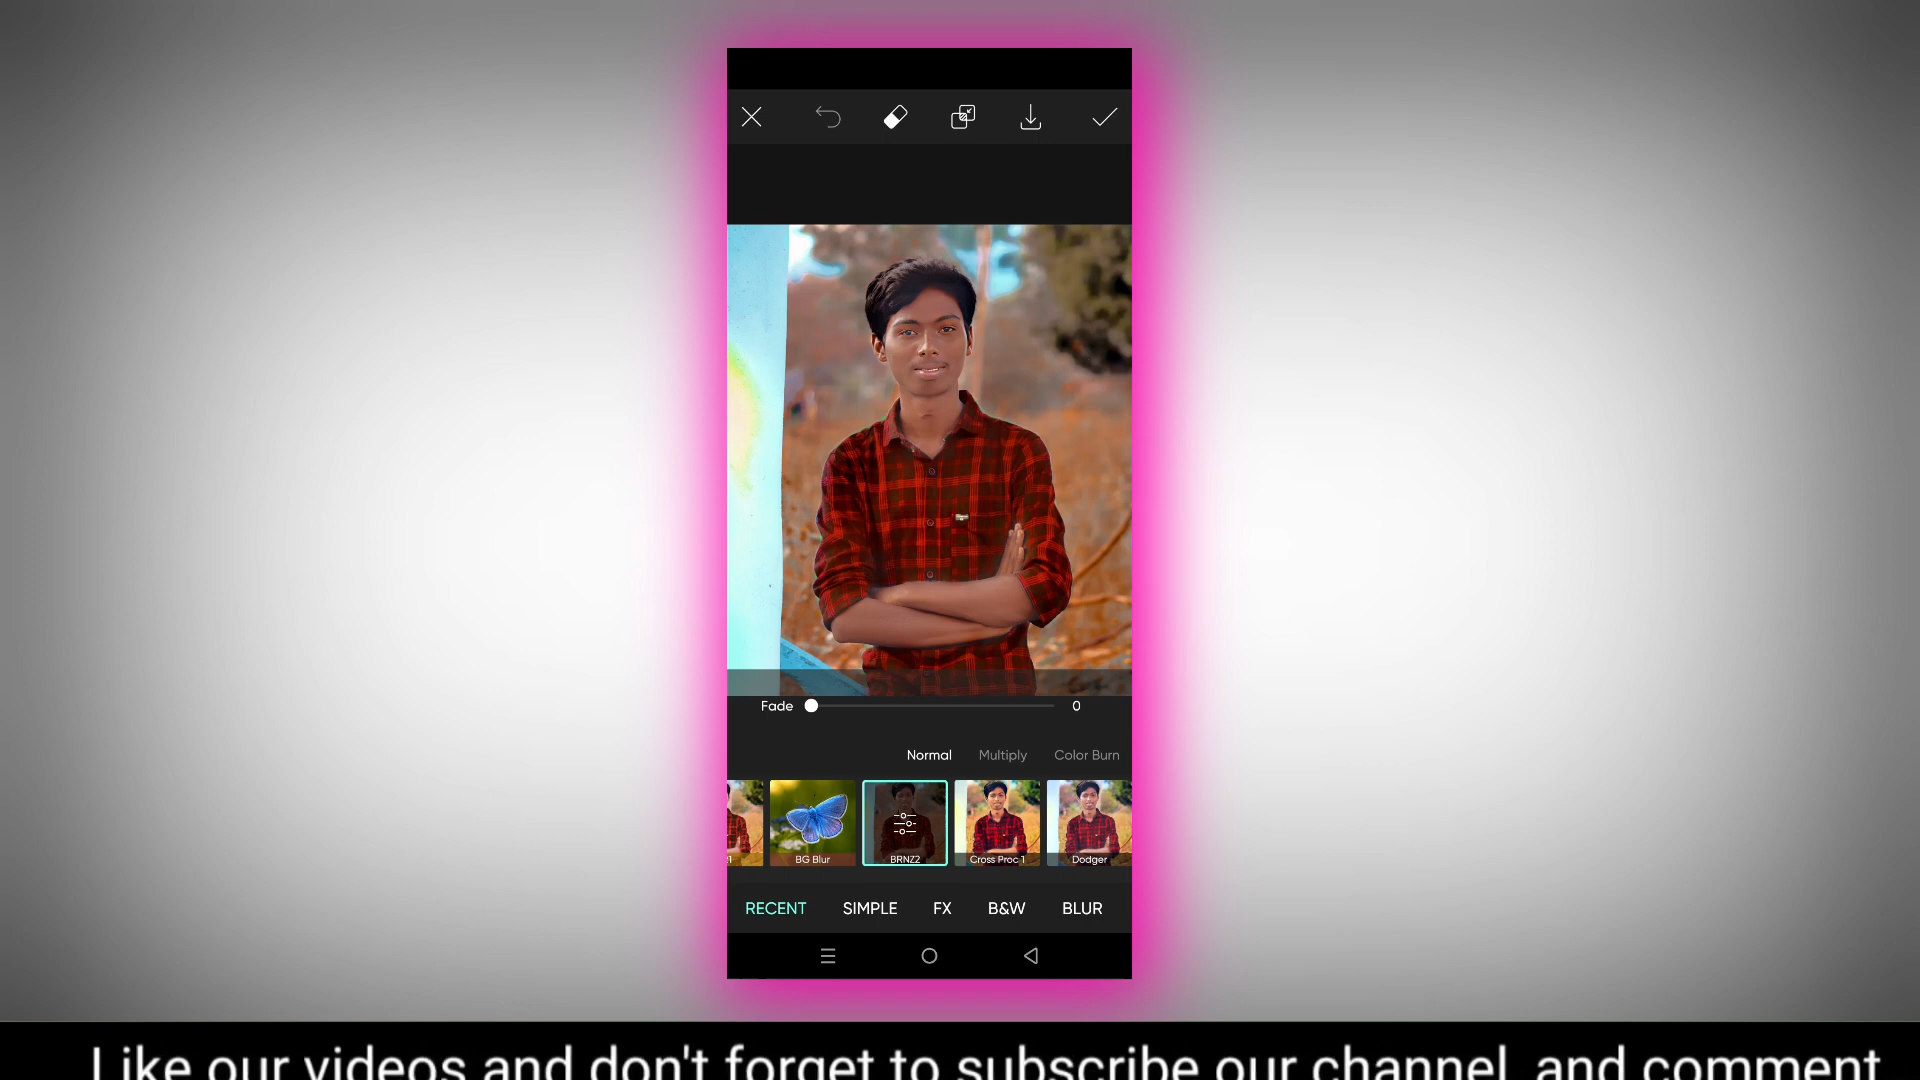 Fade 0
Normal Multiply Color Burn
BG Blur BRNZ2 Cross Proc 1 Dodger
RECENT SIMPLE FX B&W BLUR
Like our videos and don't forget to subscribe our channel, and comment